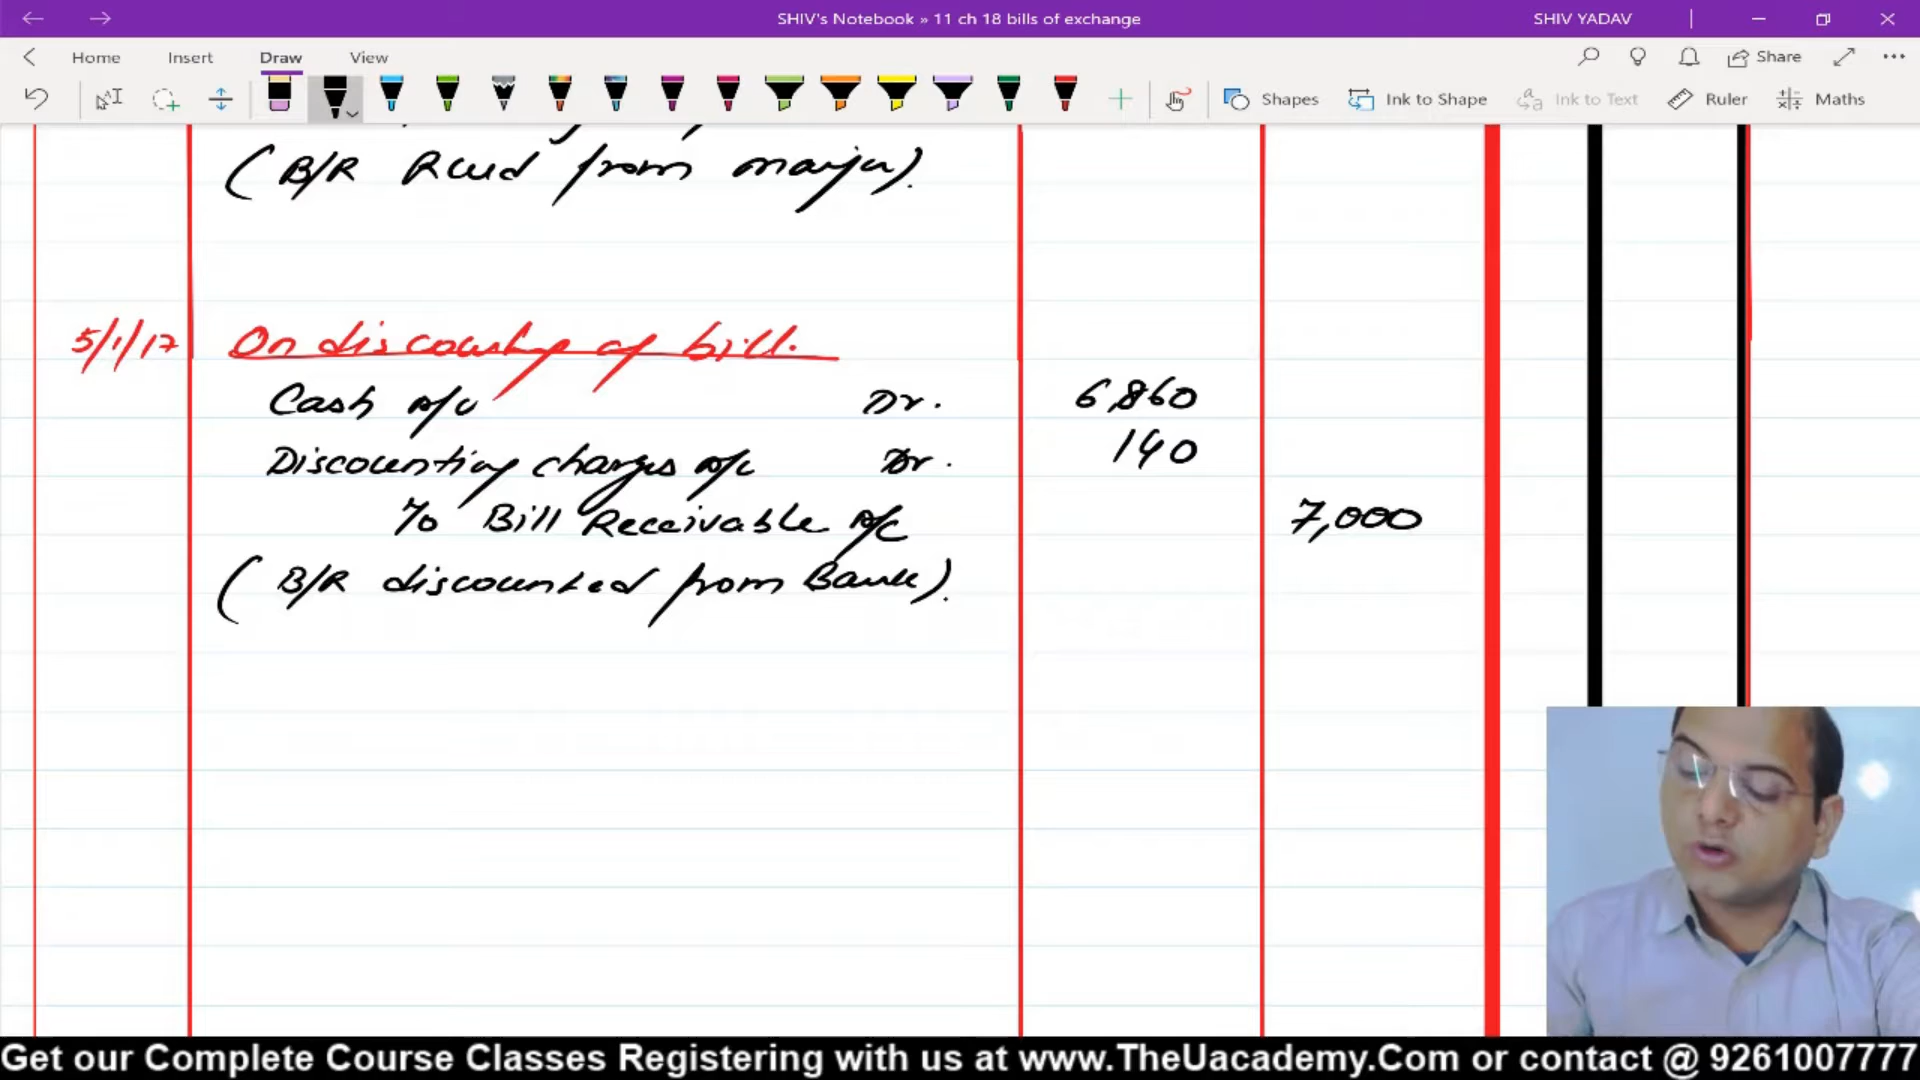 SHIV's Notebook » 11 ch 18 bills of exchange
SHIV YADAV
Home Insert Draw View
Share
Shapes Ink to Shape Ink to Text Ruler Maths
(B/R Rcvd from manju).
5/1/17 On discounting of bill.
Cash A/c Dr. 6,860
Discounting charges A/c Dr. 140
To Bill Receivable A/c 7,000
(B/R discounted from Bank).
Get our Complete Course Classes Registering with us at www.TheUacademy.Com or contact @ 9261007777